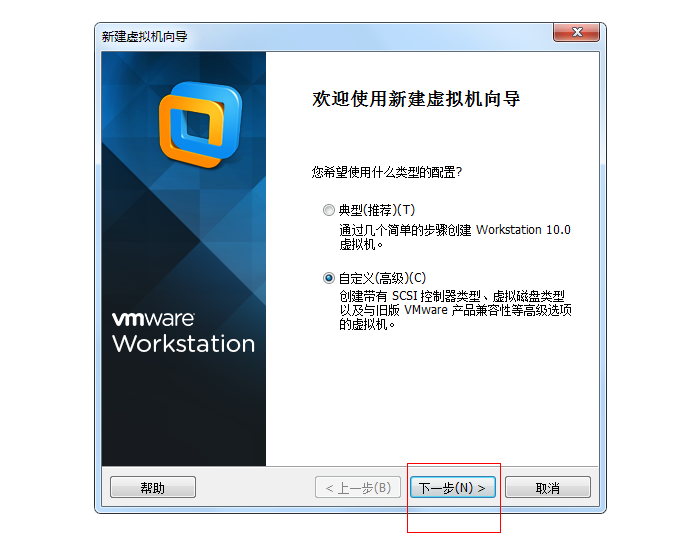 新建虚拟机向导
欢迎使用新建虚拟机向导
您希望使用什么类型的配置?
典型(推荐)(T)
通过几个简单的步骤创建 Workstation 10.0
虚拟机。
自定义(高级)(C)
创建带有 SCSI 控制器类型、虚拟磁盘类型
以及与旧版 VMware 产品兼容性等高级选项
的虚拟机。
vmware
Workstation
帮助
< 上一步(B)
下一步(N) >
取消